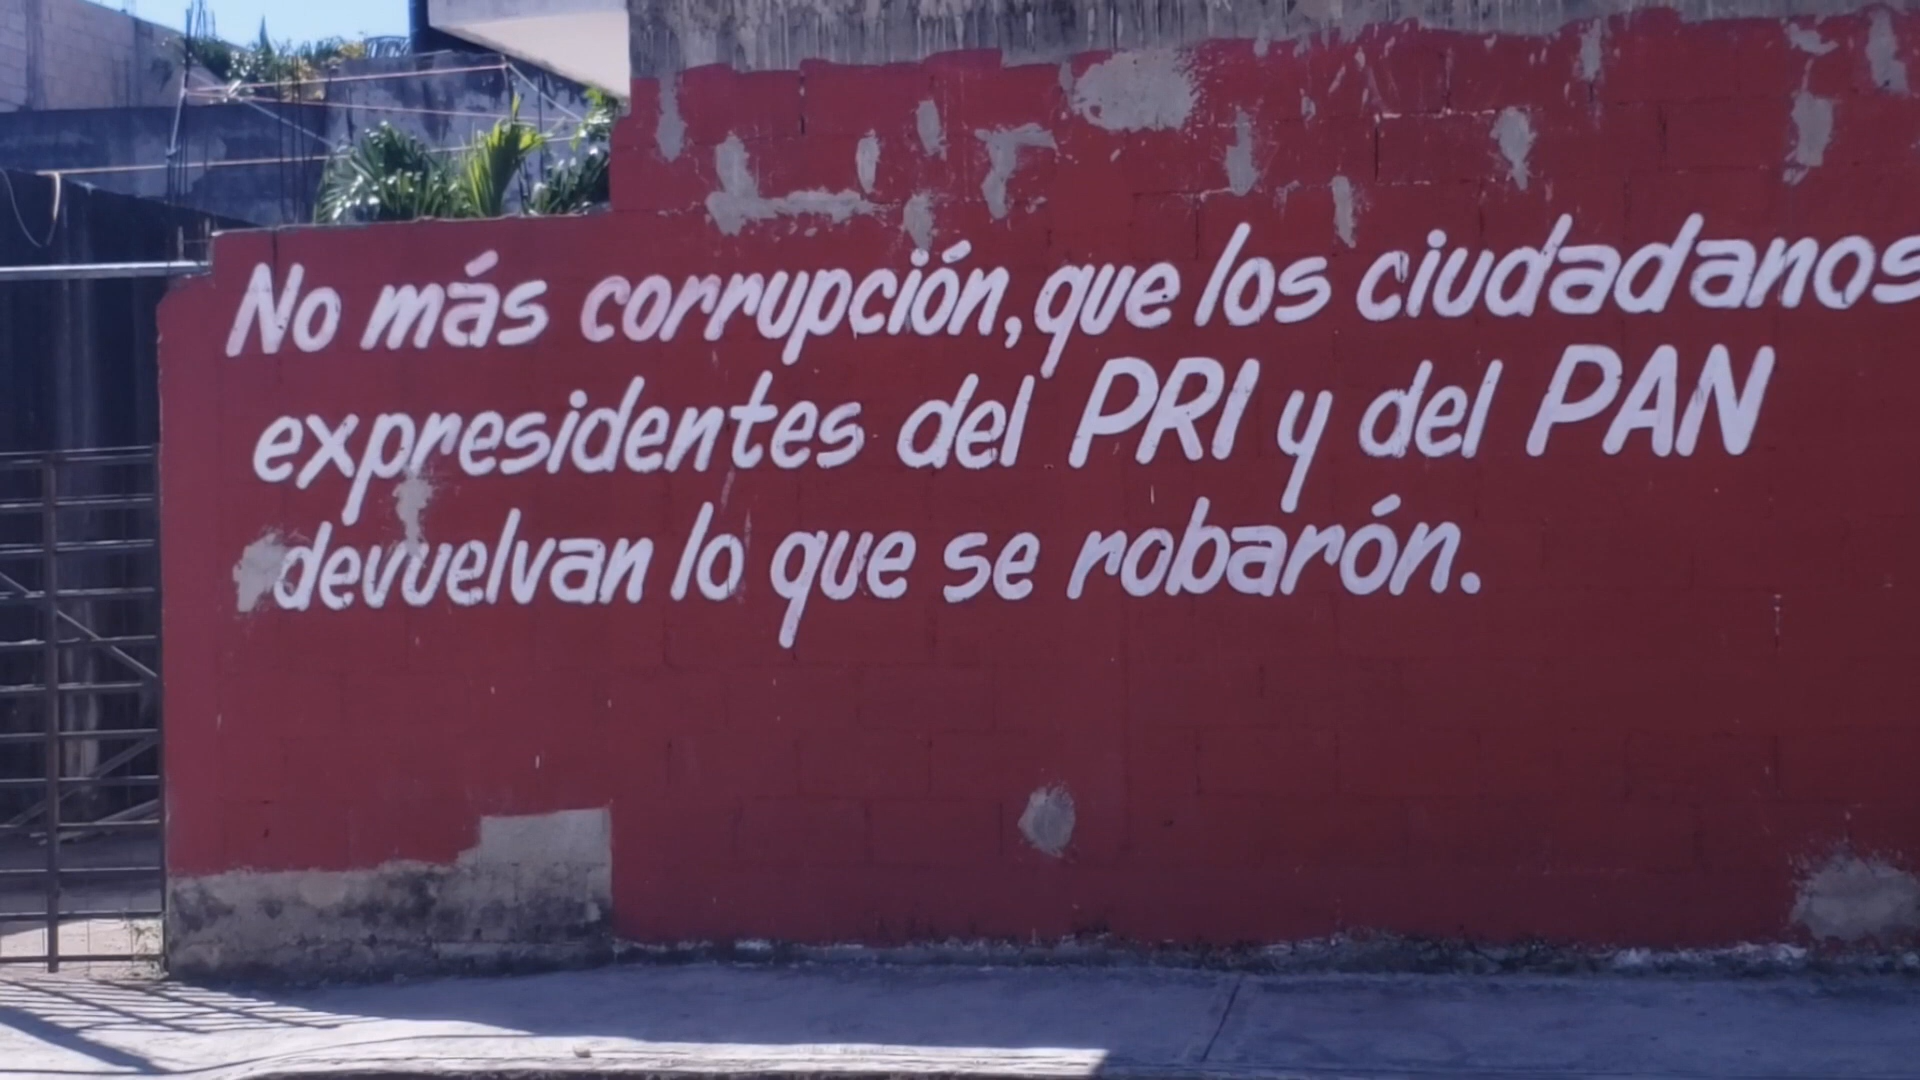 No más corrupción, que los ciudadanos
expresidentes del PRI y del PAN
devuelvan lo que se robarón.